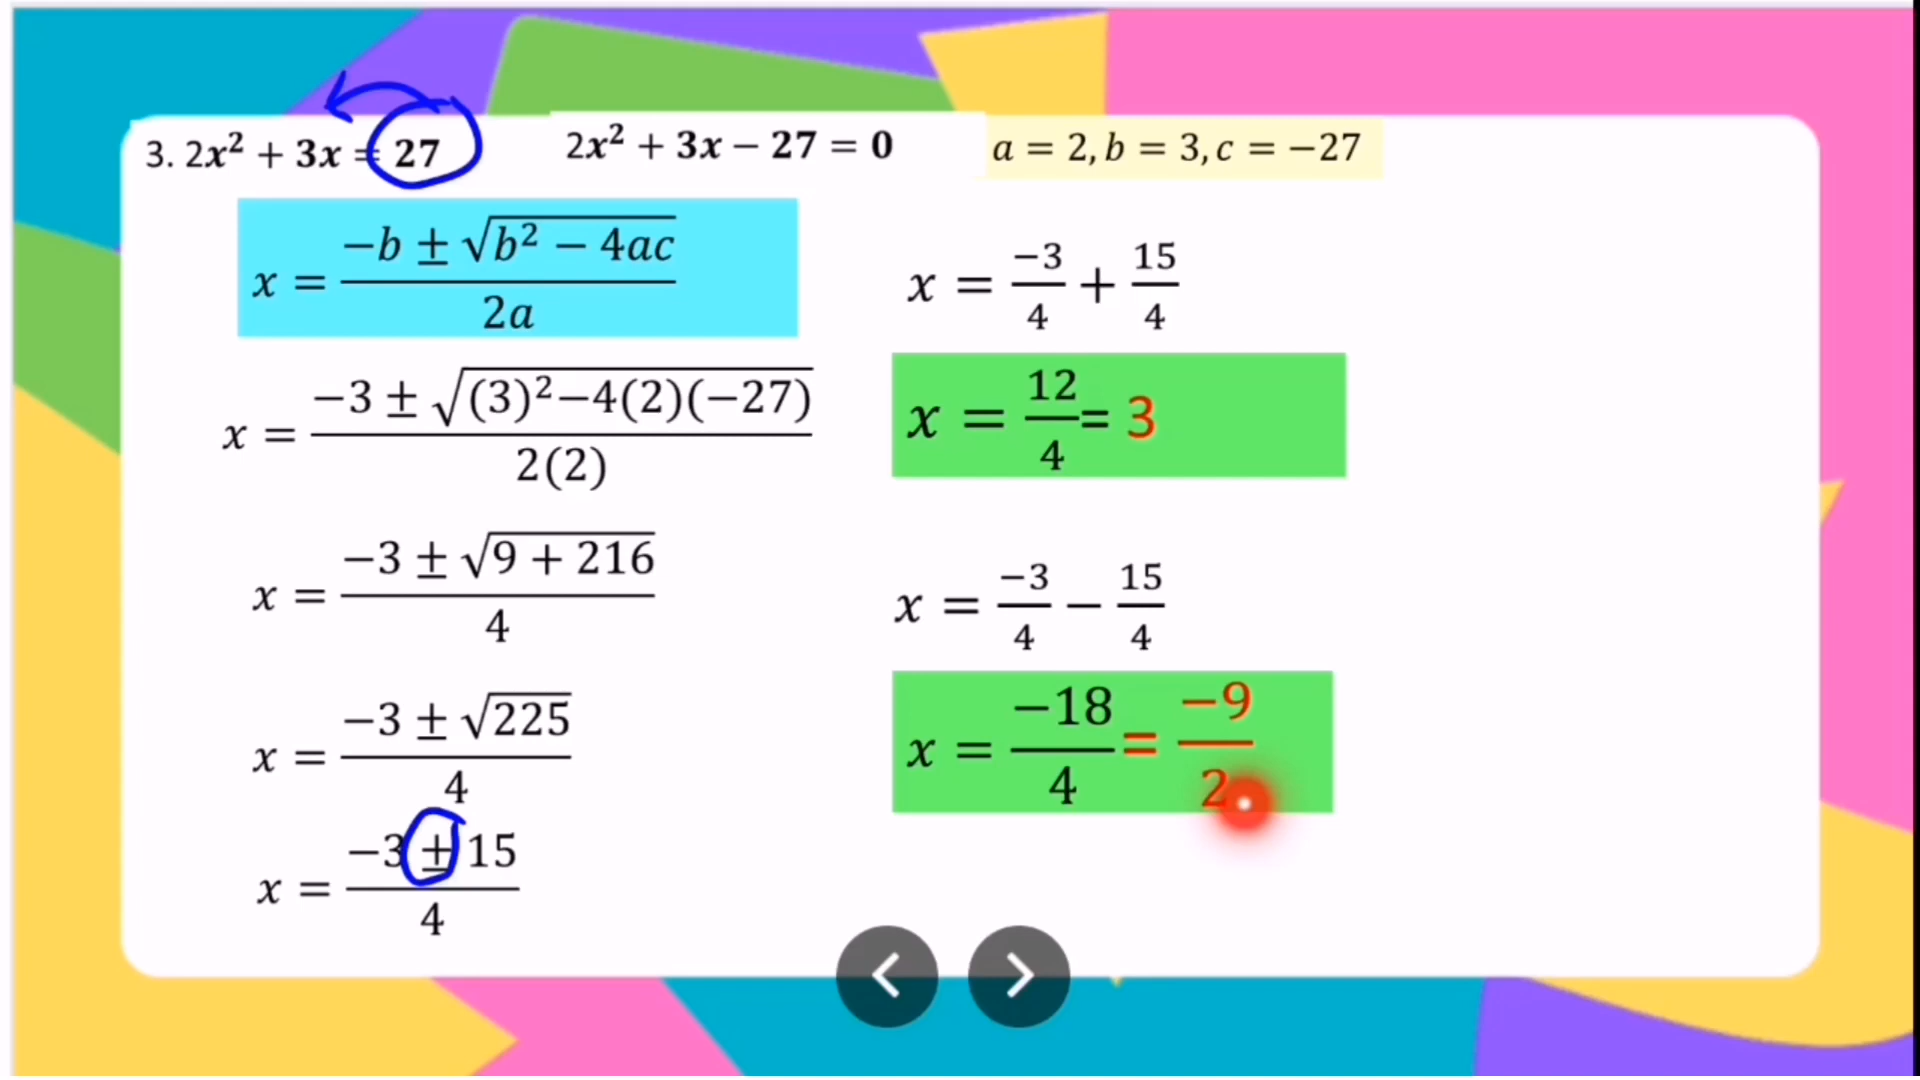 3. 2x² + 3x = 27
2x² + 3x − 27 = 0
a = 2, b = 3, c = −27
x = (−b ± √(b² − 4ac)) / 2a
x = (−3 ± √((3)²−4(2)(−27))) / 2(2)
x = (−3 ± √(9 + 216)) / 4
x = (−3 ± √225) / 4
x = (−3 ± 15) / 4
x = −3/4 + 15/4
x = 12/4 = 3
x = −3/4 − 15/4
x = −18/4 = −9/2